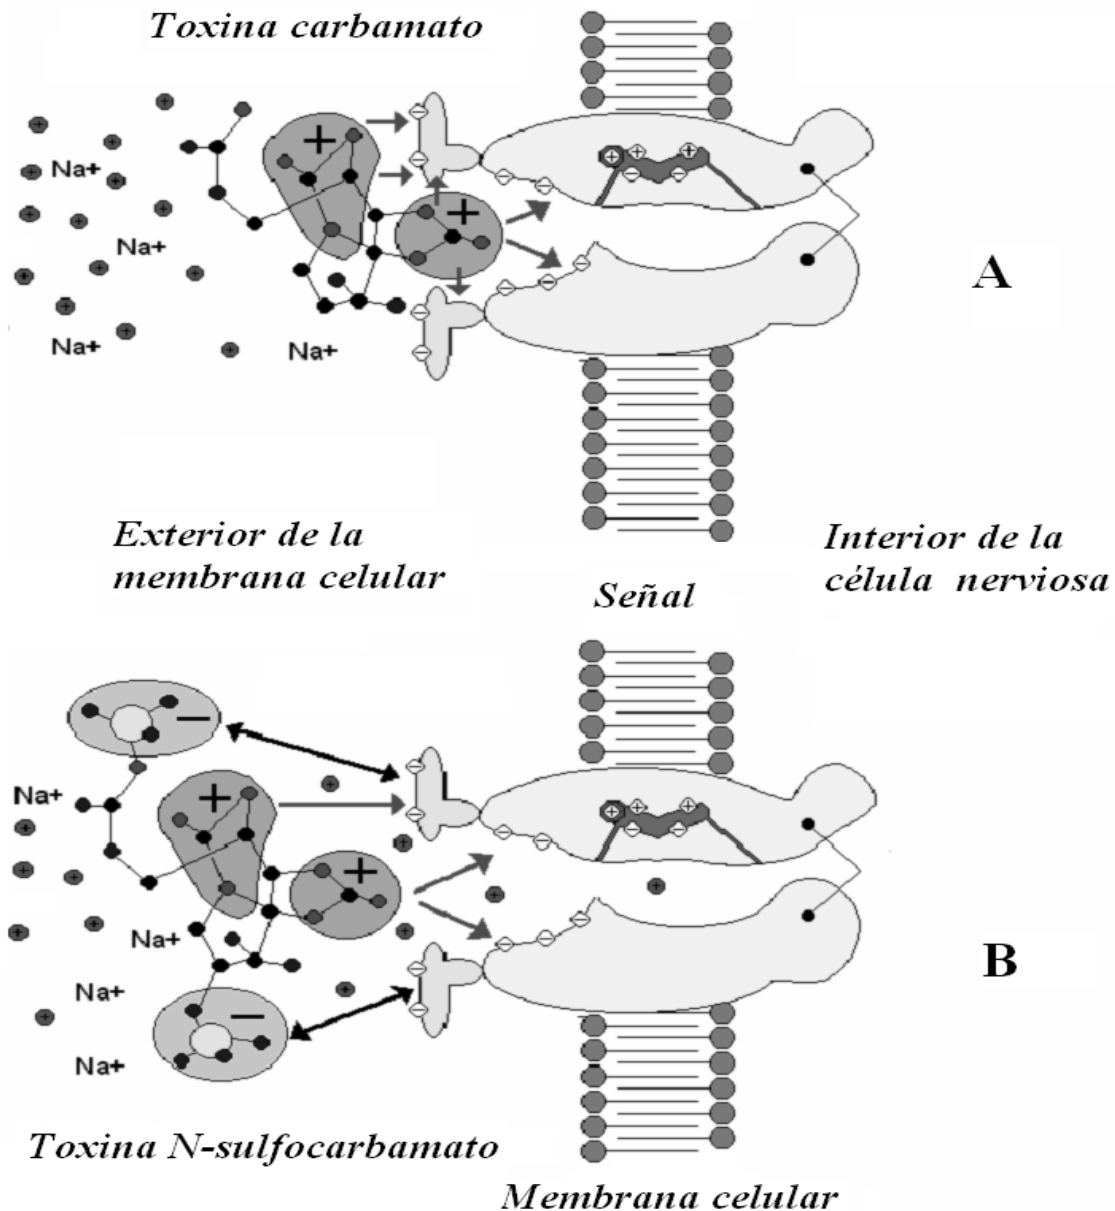 Toxina carbamato
Na+
Na+
Na+
Na+
A
Exterior de la
membrana celular
Interior de la
célula nerviosa
Señal
Na+
Na+
Na+
Na+
B
Toxina N-sulfocarbamato
Membrana celular